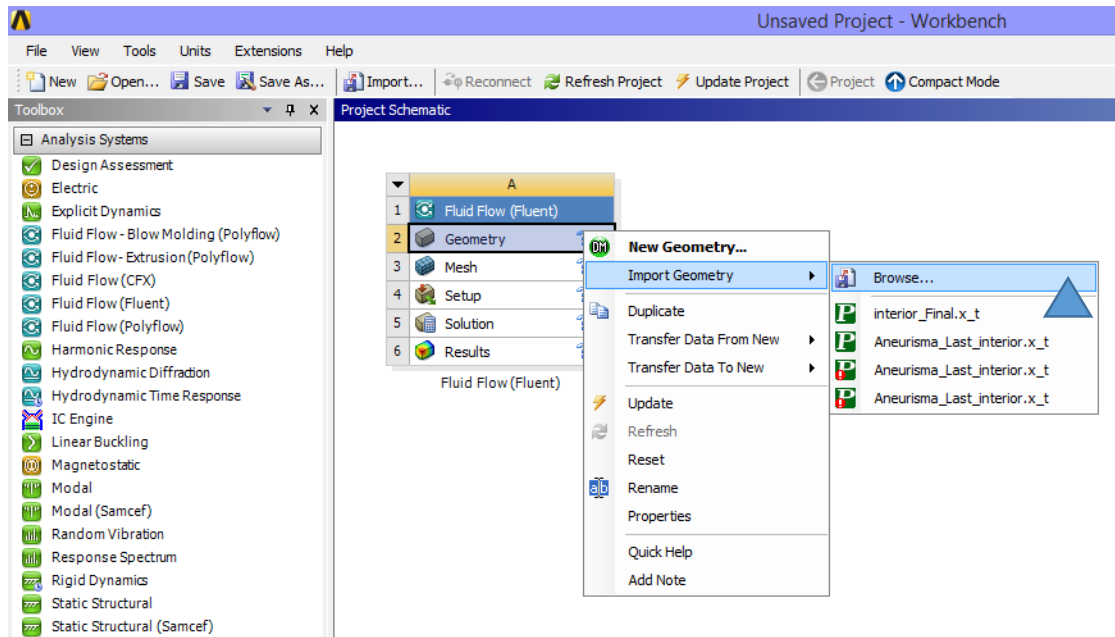 Unsaved Project - Workbench
File View Tools Units Extensions Help
New Open... Save Save As... Import... Reconnect Refresh Project Update Project Project Compact Mode
Toolbox
Analysis Systems
Design Assessment
Electric
Explicit Dynamics
Fluid Flow - Blow Molding (Polyflow)
Fluid Flow - Extrusion (Polyflow)
Fluid Flow (CFX)
Fluid Flow (Fluent)
Fluid Flow (Polyflow)
Harmonic Response
Hydrodynamic Diffraction
Hydrodynamic Time Response
IC Engine
Linear Buckling
Magnetostatic
Modal
Modal (Samcef)
Random Vibration
Response Spectrum
Rigid Dynamics
Static Structural
Static Structural (Samcef)
Project Schematic
A
1 Fluid Flow (Fluent)
2 Geometry
3 Mesh
4 Setup
5 Solution
6 Results
Fluid Flow (Fluent)
DM New Geometry...
Import Geometry
Duplicate
Transfer Data From New
Transfer Data To New
Update
Refresh
Reset
ab Rename
Properties
Quick Help
Add Note
Browse...
P interior_Final.x_t
P Aneurisma_Last_interior.x_t
P Aneurisma_Last_interior.x_t
P Aneurisma_Last_interior.x_t